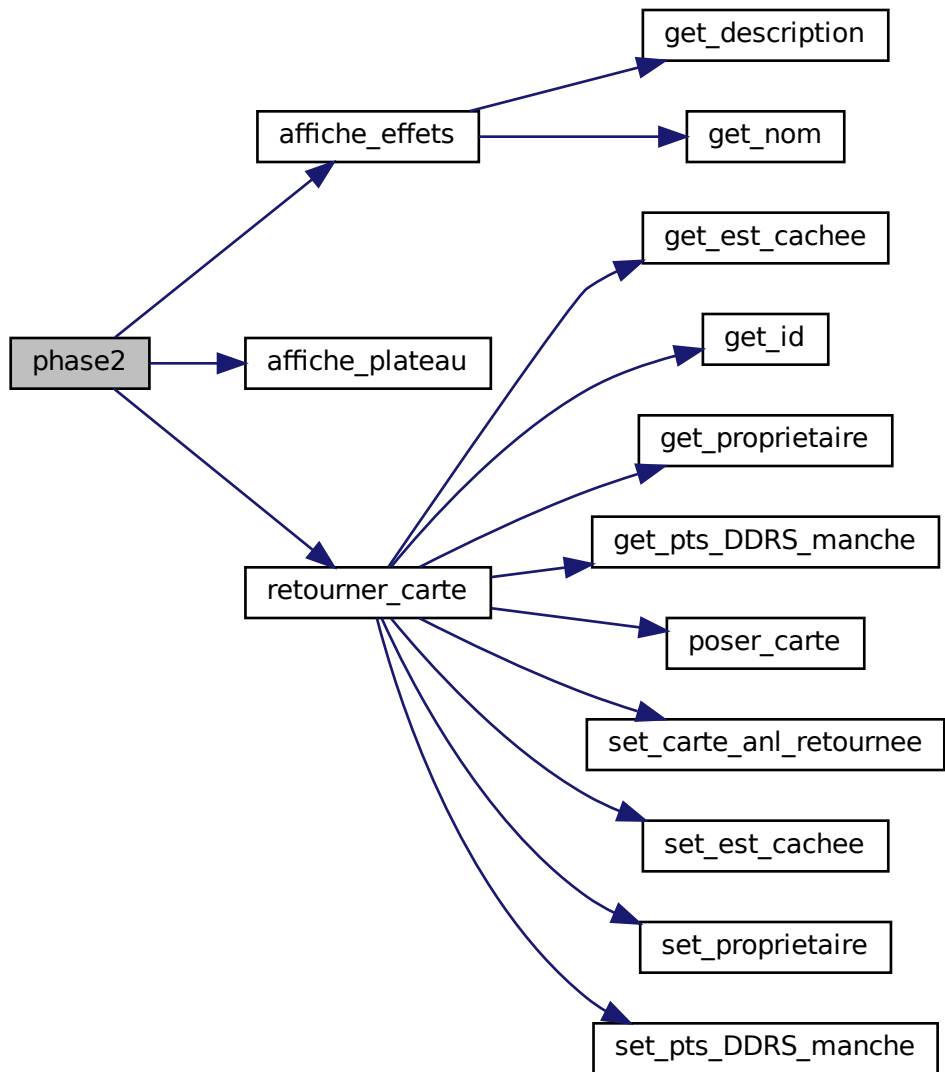 get_description
affiche_effets
get_nom
get_est_cachee
get_id
phase2
affiche_plateau
get_proprietaire
get_pts_DDRS_manche
retourner_carte
poser_carte
set_carte_anl_retournee
set_est_cachee
set_proprietaire
set_pts_DDRS_manche